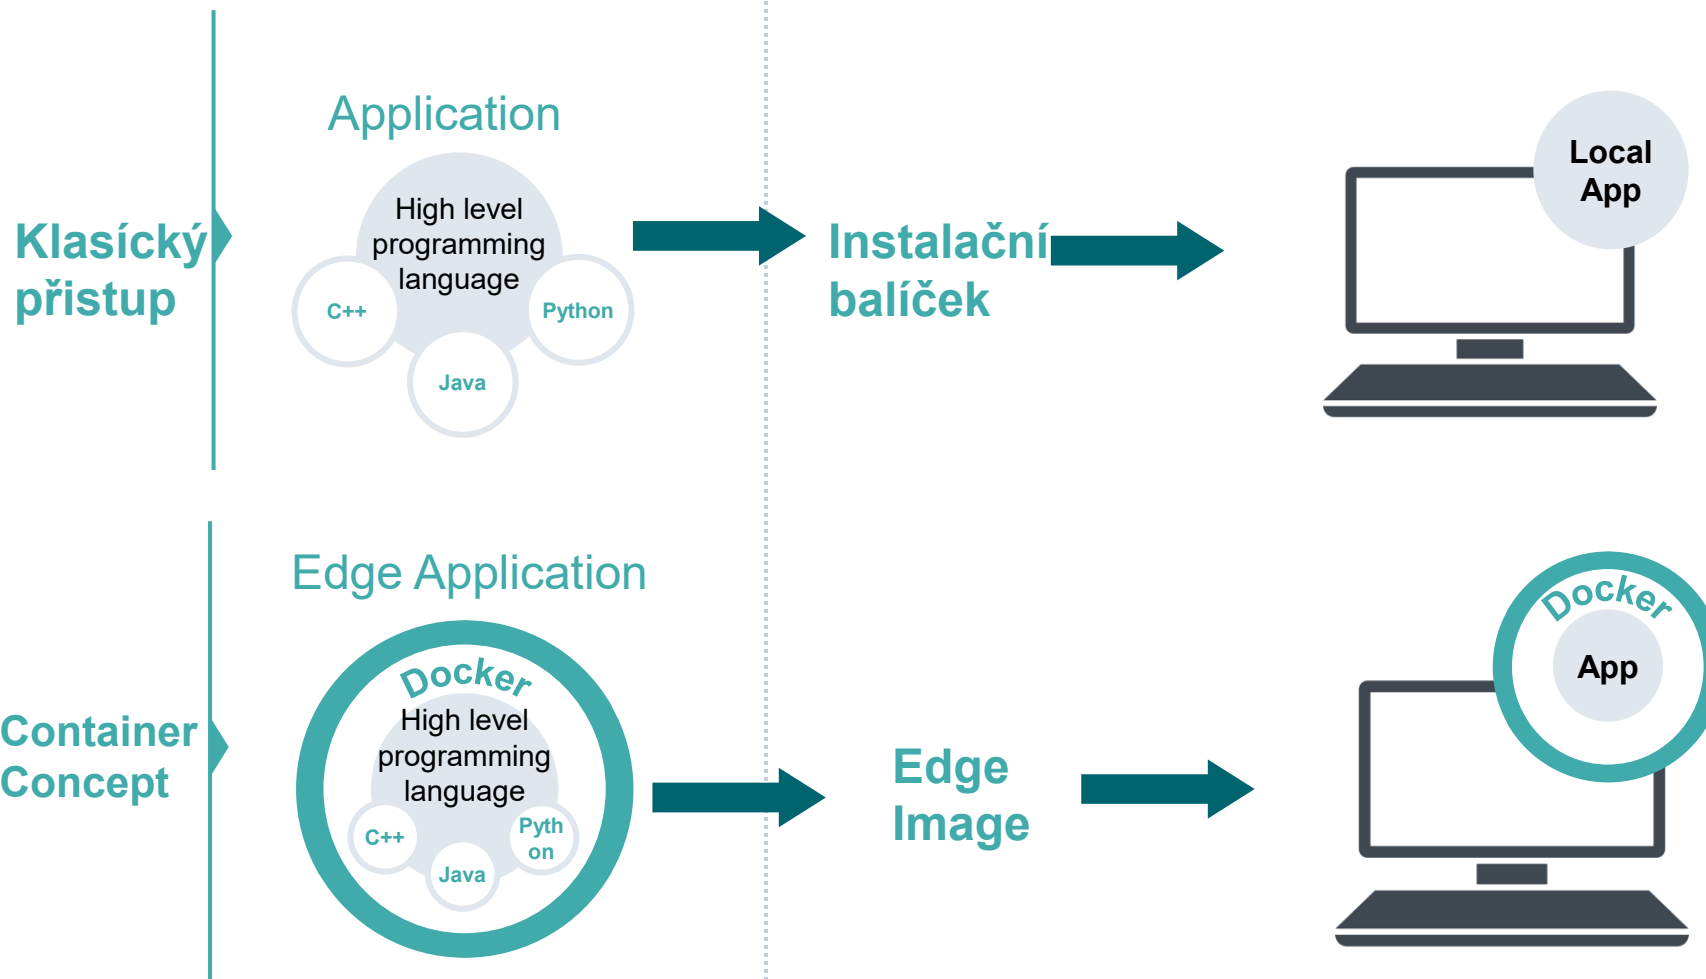 Application
Klasícký
přistup
High level
programming
language
C++
Java
Python
Instalační
balíček
Local
App
Edge Application
Container
Concept
Docker
High level
programming
language
C++
Java
Pyth
on
Edge
Image
Docker
App